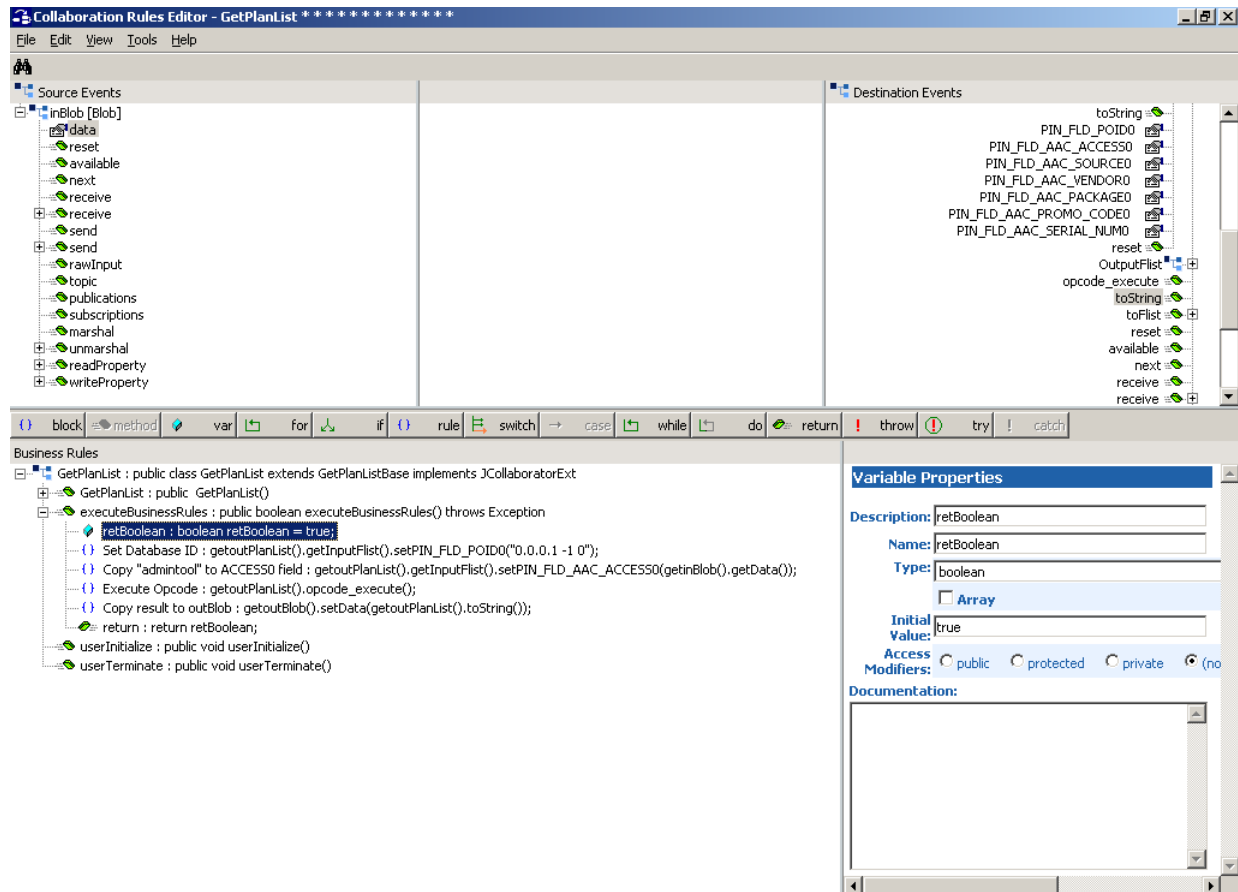 Collaboration Rules Editor - GetPlanList * * * * * * * * * * * * *
File Edit View Tools Help
Source Events
inBlob [Blob]
data
reset
available
next
receive
receive
send
send
rawInput
topic
publications
subscriptions
marshal
unmarshal
readProperty
writeProperty
Destination Events
toString
PIN_FLD_POID0
PIN_FLD_AAC_ACCESS0
PIN_FLD_AAC_SOURCE0
PIN_FLD_AAC_VENDOR0
PIN_FLD_AAC_PACKAGE0
PIN_FLD_AAC_PROMO_CODE0
PIN_FLD_AAC_SERIAL_NUM0
reset
OutputFlist
opcode_execute
toString
toFlist
reset
available
next
receive
receive
{} block method var for if {} rule switch case while do return ! throw try ! catch
Business Rules
GetPlanList : public class GetPlanList extends GetPlanListBase implements JCollaboratorExt
GetPlanList : public GetPlanList()
executeBusinessRules : public boolean executeBusinessRules() throws Exception
retBoolean : boolean retBoolean = true;
{} Set Database ID : getoutPlanList().getInputFlist().setPIN_FLD_POID0("0.0.0.1 -1 0");
{} Copy "admintool" to ACCESS0 field : getoutPlanList().getInputFlist().setPIN_FLD_AAC_ACCESS0(getinBlob().getData());
{} Execute Opcode : getoutPlanList().opcode_execute();
{} Copy result to outBlob : getoutBlob().setData(getoutPlanList().toString());
return : return retBoolean;
userInitialize : public void userInitialize()
userTerminate : public void userTerminate()
Variable Properties
Description: retBoolean
Name: retBoolean
Type: boolean
Array
Initial Value: true
Access Modifiers: public protected private (no
Documentation: